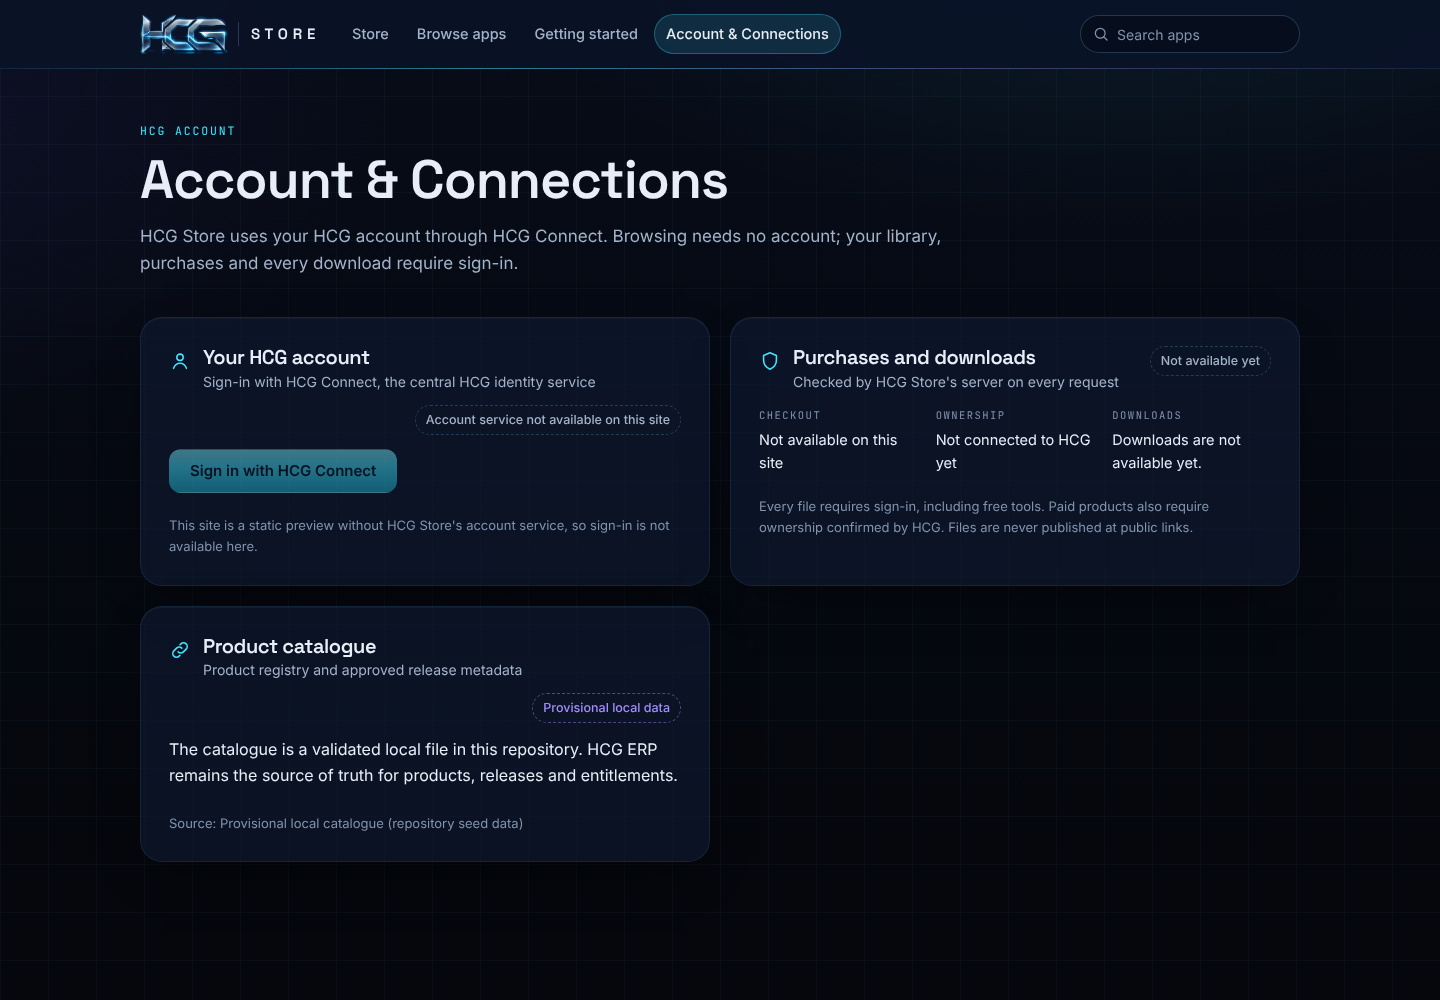 HCG
STORE
Store
Browse apps
Getting started
Account & Connections
Search apps
HCG ACCOUNT
Account & Connections
HCG Store uses your HCG account through HCG Connect. Browsing needs no account; your library,
purchases and every download require sign-in.
Your HCG account
Sign-in with HCG Connect, the central HCG identity service
Account service not available on this site
Sign in with HCG Connect
This site is a static preview without HCG Store's account service, so sign-in is not
available here.
Purchases and downloads
Not available yet
Checked by HCG Store's server on every request
CHECKOUT
Not available on this
site
OWNERSHIP
Not connected to HCG
yet
DOWNLOADS
Downloads are not
available yet.
Every file requires sign-in, including free tools. Paid products also require
ownership confirmed by HCG. Files are never published at public links.
Product catalogue
Product registry and approved release metadata
Provisional local data
The catalogue is a validated local file in this repository. HCG ERP
remains the source of truth for products, releases and entitlements.
Source: Provisional local catalogue (repository seed data)